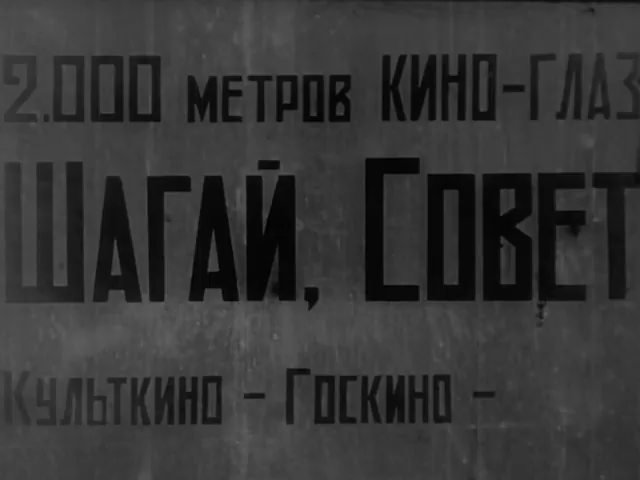 2.000 МЕТРОВ КИНО-ГЛАЗ
ШАГАЙ, СОВЕТ
КУЛЬТКИНО - ГОСКИНО -